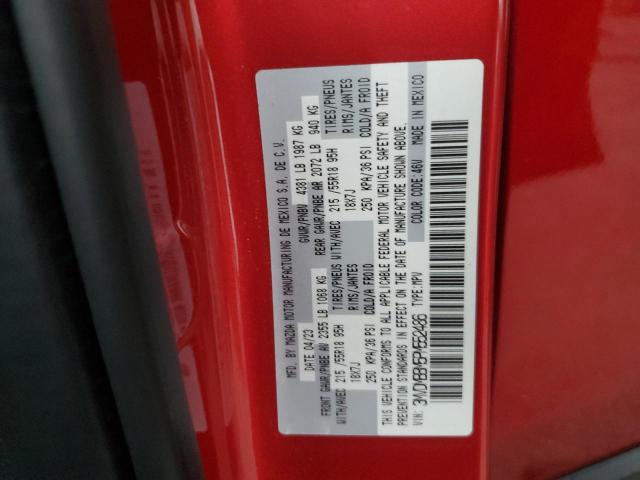 MFD. BY MAZDA MOTOR MANUFACTURING DE MEXICO S.A. DE C.V.
DATE 04/23 GVWR/PNBV 4381 LB 1987 KG
FRONT GAWR/PNBE AV 2355 LB 1068 KG REAR GAWR/PNBE AR 2072 LB 940 KG
WITH/AVEC 215 /55R18 95H TIRES/PNEUS WITH/AVEC 215 /55R18 95H TIRES/PNEUS
18X7J RIMS/JANTES 18X7J RIMS/JANTES
250 KPA/36 PSI COLD/A FROID 250 KPA/36 PSI COLD/A FROID
THIS VEHICLE CONFORMS TO ALL APPLICABLE FEDERAL MOTOR VEHICLE SAFETY AND THEFT
PREVENTION STANDARDS IN EFFECT ON THE DATE OF MANUFACTURE SHOWN ABOVE.
VIN: TYPE:MPV COLOR CODE:46V MADE IN MEXICO